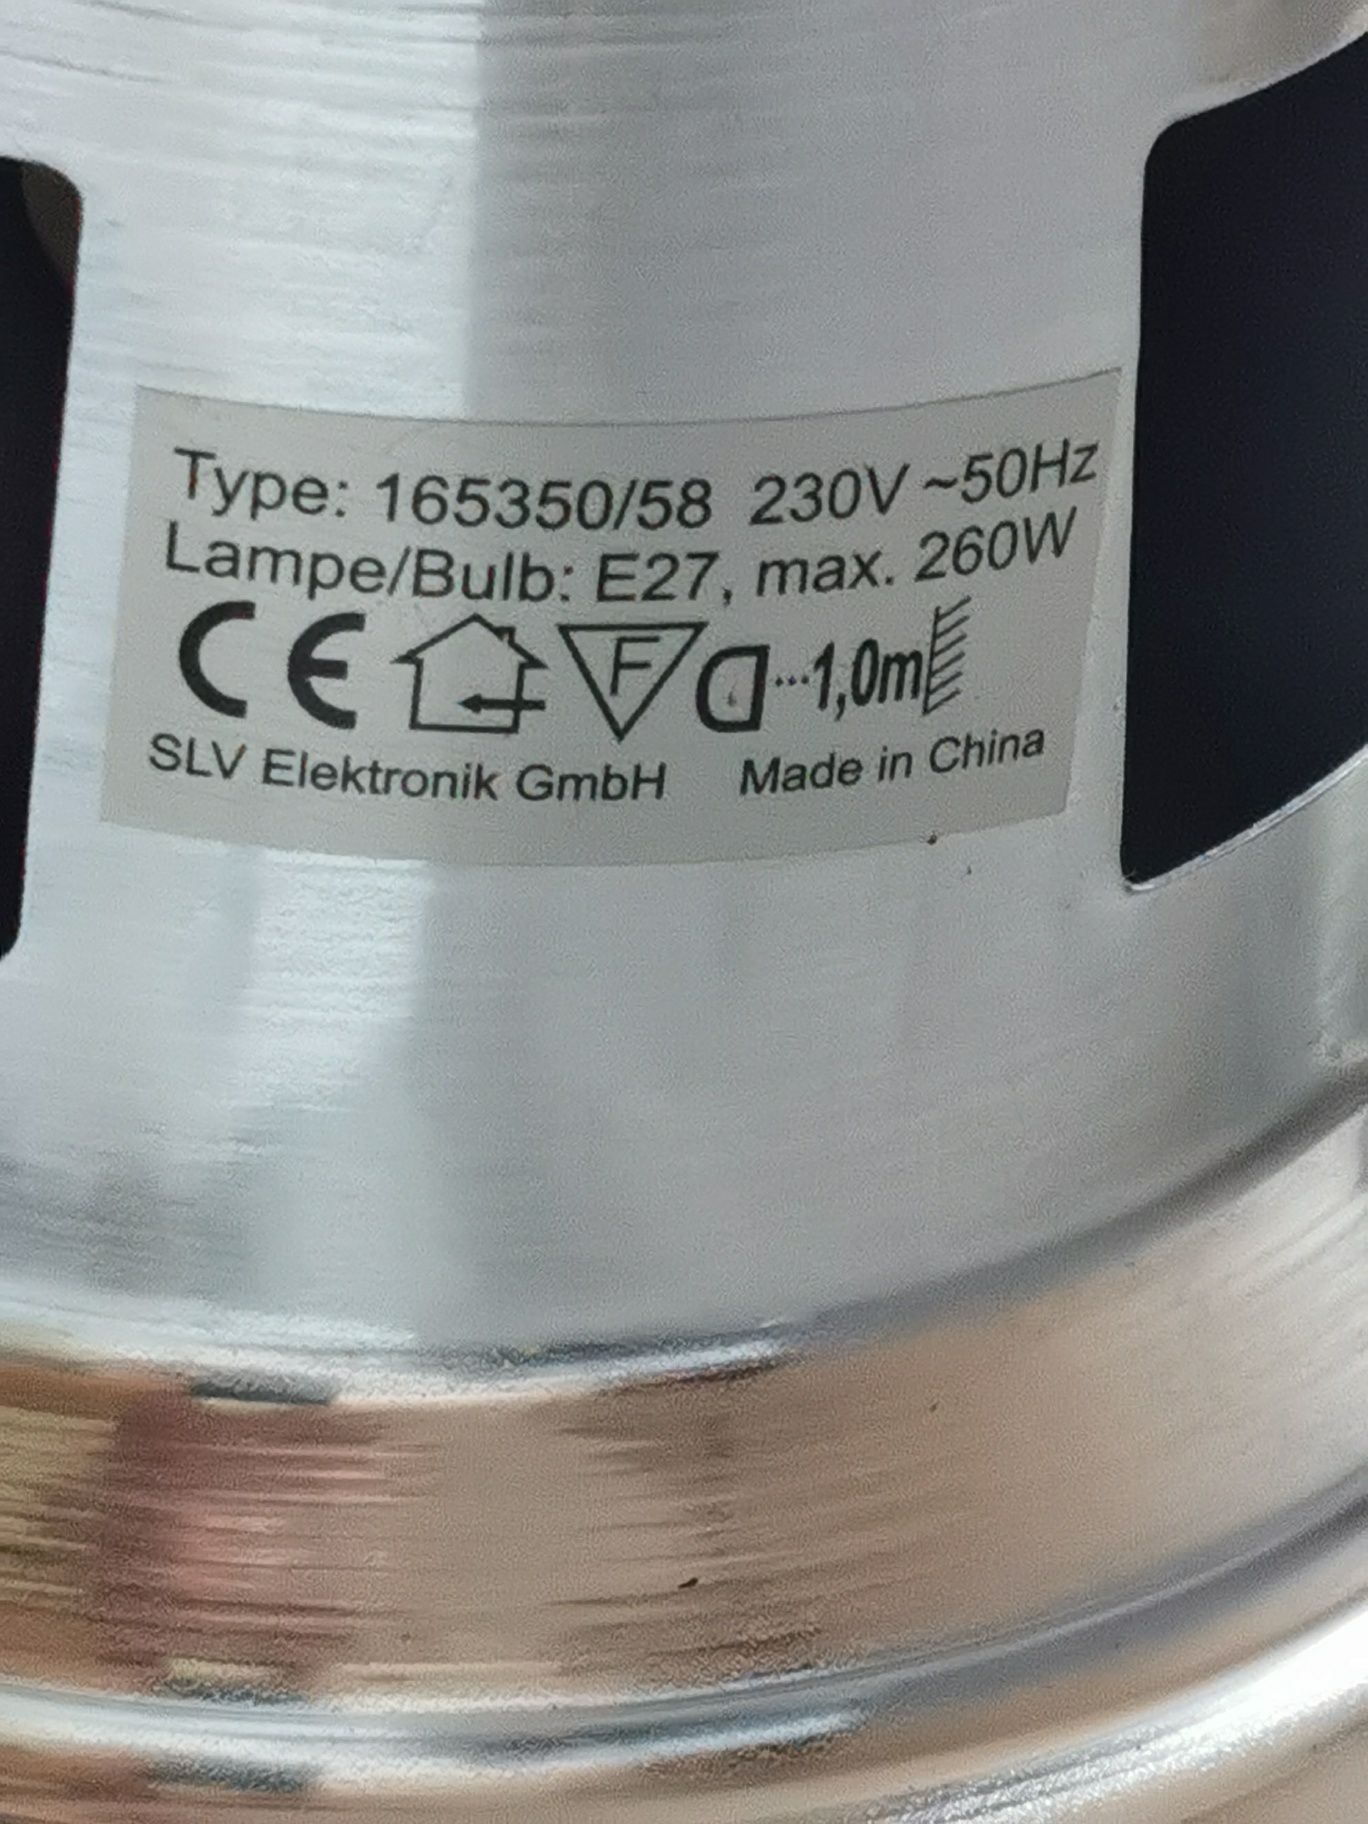 Type: 165350/58 230V ~50Hz
Lampe/Bulb: E27, max. 260W
CE F ...1,0m
SLV Elektronik GmbH Made in China